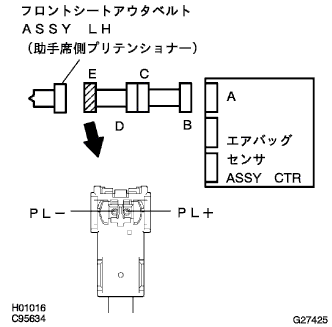 フロントシートアウタベルト
ASSY LH
(助手席側プリテンショナー)
E
C
A
D
B
エアバッグ
センサ
ASSY CTR
PL−
PL+
H01016
C95634
G27425